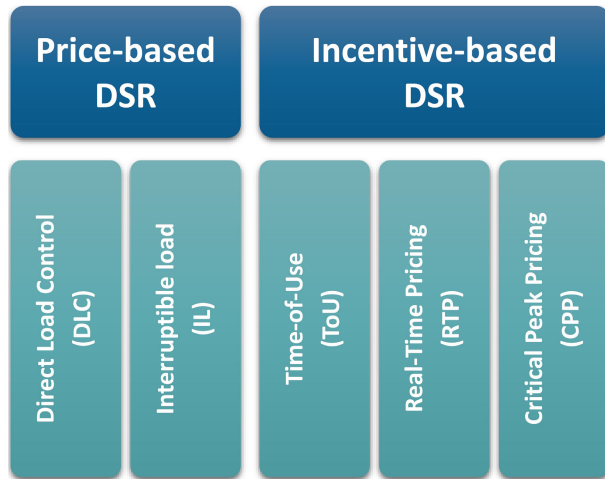 Price-based
DSR
Incentive-based
DSR
Direct Load Control
(DLC)
Interruptible load
(IL)
Time-of-Use
(ToU)
Real-Time Pricing
(RTP)
Critical Peak Pricing
(CPP)